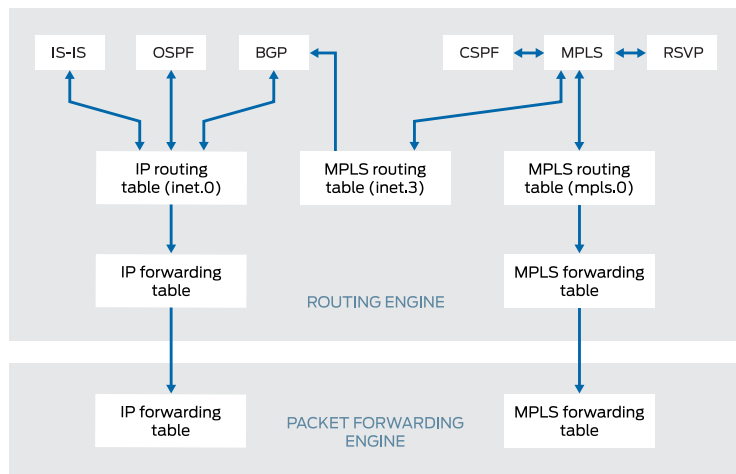 IS-IS
OSPF
BGP
CSPF
MPLS
RSVP
IP routing
table (inet.0)
MPLS routing
table (inet.3)
MPLS routing
table (mpls.0)
IP forwarding
table
MPLS forwarding
table
ROUTING ENGINE
IP forwarding
table
PACKET FORWARDING
ENGINE
MPLS forwarding
table